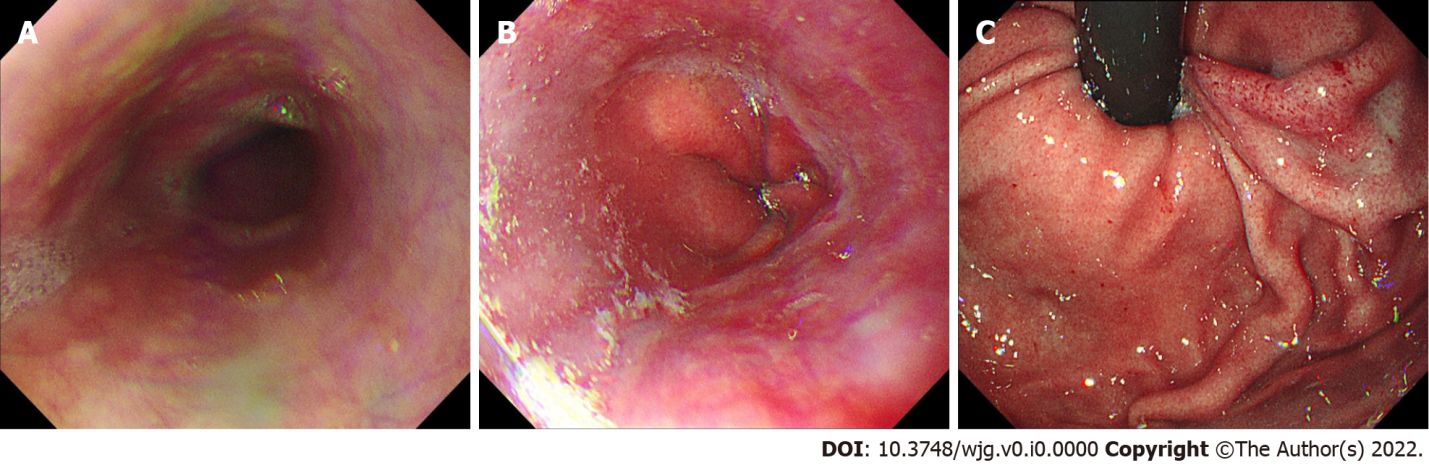 A
B
C
DOI: 10.3748/wjg.v0.i0.0000 Copyright ©The Author(s) 2022.